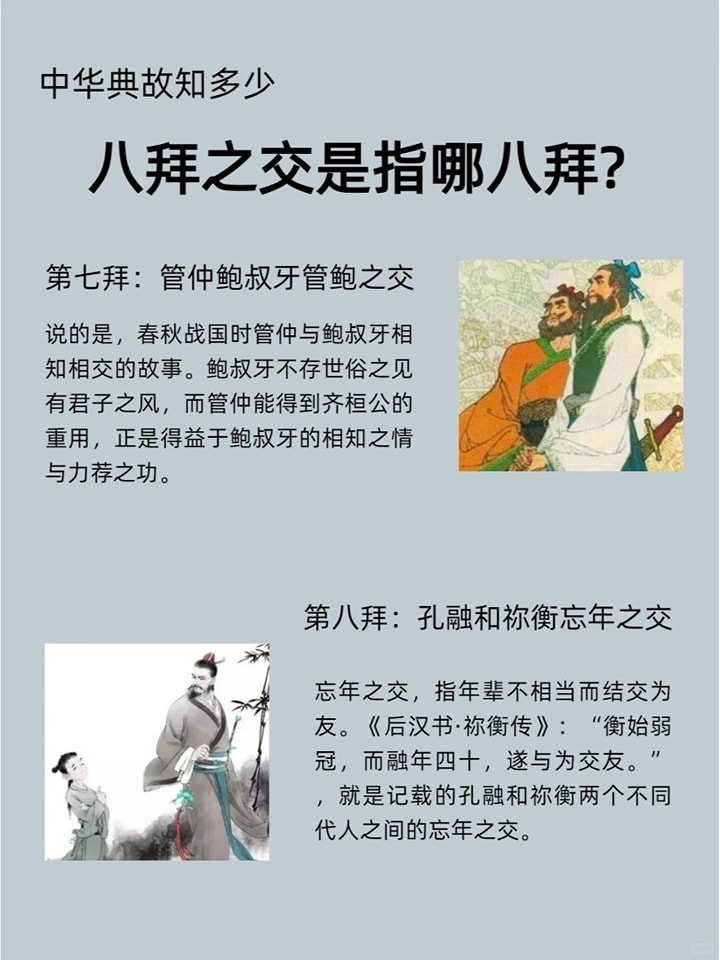 中华典故知多少
八拜之交是指哪八拜?
第七拜：管仲鲍叔牙管鲍之交
说的是，春秋战国时管仲与鲍叔牙相
知相交的故事。鲍叔牙不存世俗之见
有君子之风，而管仲能得到齐桓公的
重用，正是得益于鲍叔牙的相知之情
与力荐之功。
第八拜：孔融和祢衡忘年之交
忘年之交，指年辈不相当而结交为
友。《后汉书·祢衡传》：“衡始弱
冠，而融年四十，遂与为交友。”
，就是记载的孔融和祢衡两个不同
代人之间的忘年之交。